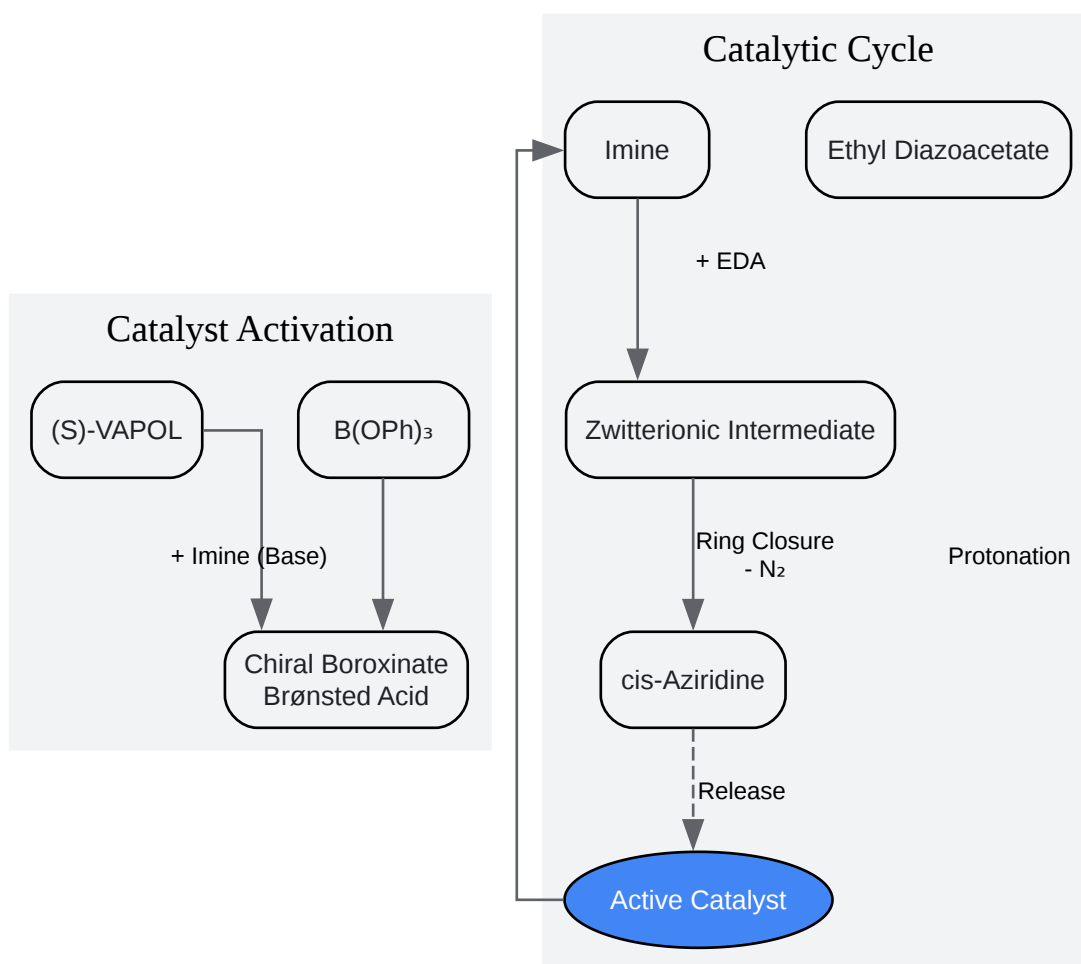 Catalytic Cycle
Imine
Ethyl Diazoacetate
+ EDA
Catalyst Activation
(S)-VAPOL
B(OPh)₃
Zwitterionic Intermediate
+ Imine (Base)
Ring Closure
- N₂
Protonation
Chiral Boroxinate
Brønsted Acid
cis-Aziridine
Release
Active Catalyst